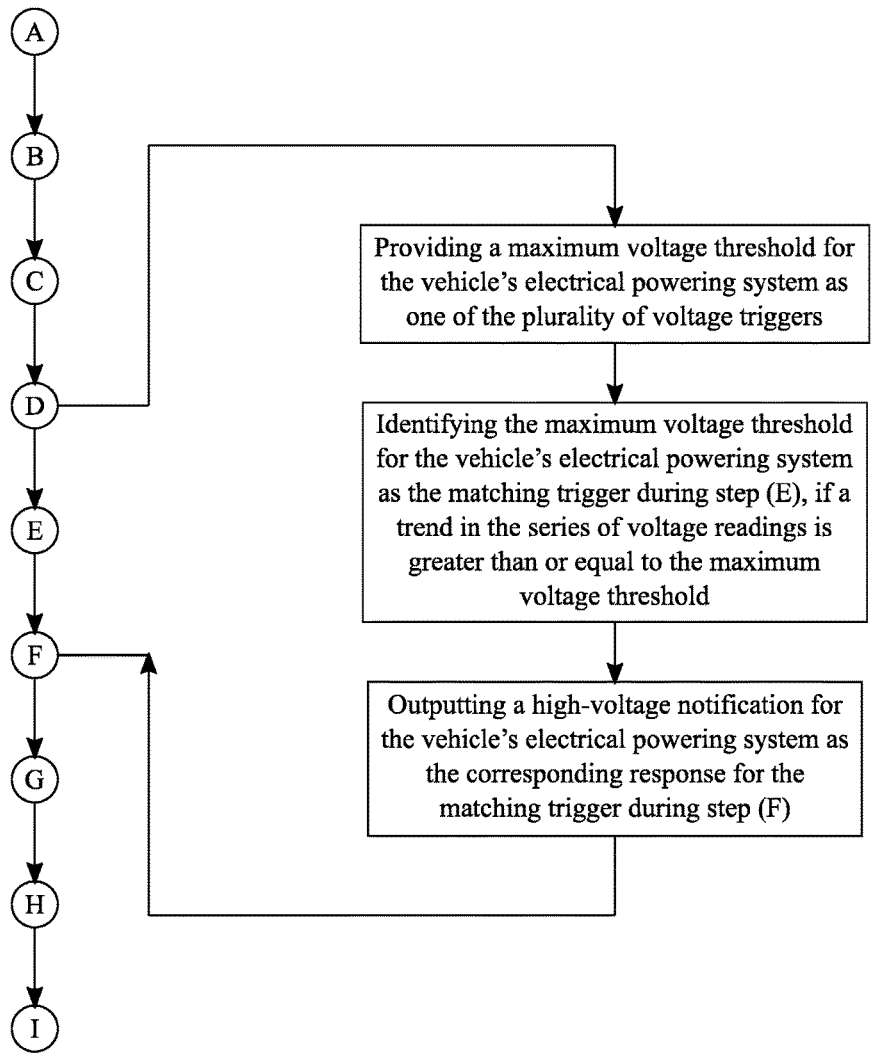 A
B
C
D
E
F
G
H
I
Providing a maximum voltage threshold for
the vehicle’s electrical powering system as
one of the plurality of voltage triggers
Identifying the maximum voltage threshold
for the vehicle’s electrical powering system
as the matching trigger during step (E), if a
trend in the series of voltage readings is
greater than or equal to the maximum
voltage threshold
Outputting a high-voltage notification for
the vehicle’s electrical powering system as
the corresponding response for the
matching trigger during step (F)